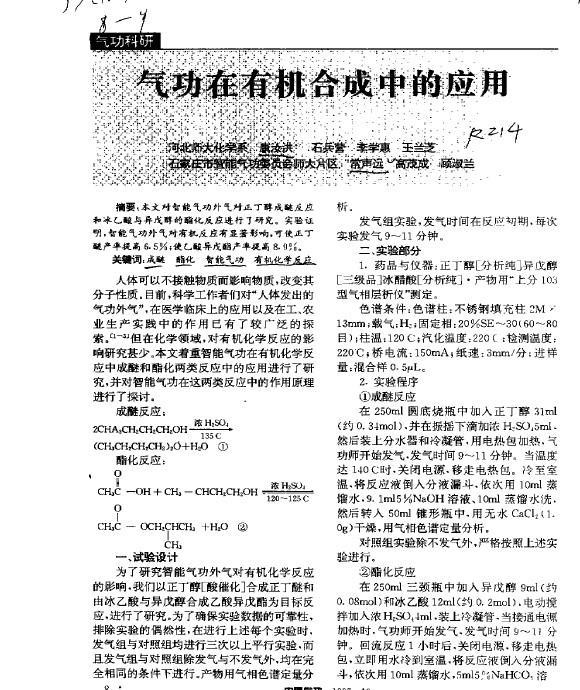 8-9
气功科研
气功在有机合成中的应用
河北师大化学系 石兵营 李学惠 王兰芝
石家庄市智能气功委员会师大片区 常声远 高茂成 顾淑兰
R214
摘要:本文对智能气功外气对正丁醇成醚反应
和冰乙酸与异戊醇的酯化反应进行了研究。实验证
明,智能气功外气对有机反应有显著影响,可使正丁
醚产率提高6.5%;使乙酸异戊酯产率提高8.9%。
关键词:成醚 酯化 智能气功 有机化学反应
人体可以不接触物质而影响物质,改变其
分子性质,目前,科学工作者们对“人体发出的
气功外气”,在医学临床上的应用以及在工、农
业生产实践中的作用已有了较广泛的探
索。但在化学领域,对有机化学反应的影
响研究甚少。本文着重智能气功在有机化学反
应中成醚和酯化两类反应中的应用进行了研
究,并对智能气功在这两类反应中的作用原理
进行了探讨。
成醚反应:
浓H₂SO₄
2CH₃CH₂CH₂CH₂OH
135℃
(CH₃CH₂CH₂CH₂)₂O+H₂O ①
酯化反应:
O
浓H₂SO₄
CH₃C —OH + CH₃ — CHCH₂CH₂OH
120~125℃
O
CH₃C — OCH₂CHCH₃ +H₂O ②
CH₃
一、试验设计
为了研究智能气功外气对有机化学反应
的影响,我们以正丁醇[酸催化]合成正丁醚和
由冰乙酸与异戊醇合成乙酸异戊酯为目标反
应,进行了研究。为了确保实验数据的可靠性,
排除实验的偶然性,在进行上述每个实验时,
发气组与对照组均进行三次以上平行实验,而
且发气组与对照组除发气与不发气外,均在完
全相同的条件下进行。产物用气相色谱定量分
析。
发气组实验,发气时间在反应初期,每次
实验发气9~11分钟。
二、实验部分
1. 药品与仪器:正丁醇[分析纯]异戊醇
[三级品]冰醋酸[分析纯]·产物用“上分103
型气相层析仪”测定。
色谱条件:色谱柱:不锈钢填充柱2M×
13mm;载气:H₂;固定相:20%SE-30(60~80
目);柱温:120℃;汽化温度:220℃;检测温度:
220℃;桥电流:150mA;纸速:3mm/分;进样
量:混合样0.5μL。
2. 实验程序
①成醚反应
在250ml圆底烧瓶中加入正丁醇31ml
(约0.34mol),并在振摇下滴加浓H₂SO₄5ml,
然后装上分水器和冷凝管,用电热包加热,气
功师开始发气,发气时间9~11分钟。当温度
达140℃时,关闭电源,移走电热包。冷至室
温,将反应液倒入分液漏斗,依次用10ml蒸
馏水,9.1ml5%NaOH溶液、10ml蒸馏水洗,
然后转入50ml锥形瓶中,用无水CaCl₂(1.
0g)干燥,用气相色谱定量分析。
对照组实验除不发气外,严格按照上述实
验进行。
②酯化反应
在250ml三颈瓶中加入异戊醇9ml(约
0.08mol)和冰乙酸12ml(约0.2mol),电动搅
拌加入浓H₂SO₄1ml,装上冷凝管,当接通电源
加热时,气功师开始发气,发气时间9~11分
钟。回流反应1小时后,关闭电源,移走电热
包,立即用水冷到室温,将反应液倒入分液漏
斗,依次用10ml蒸馏水,5ml5%NaHCO₃溶